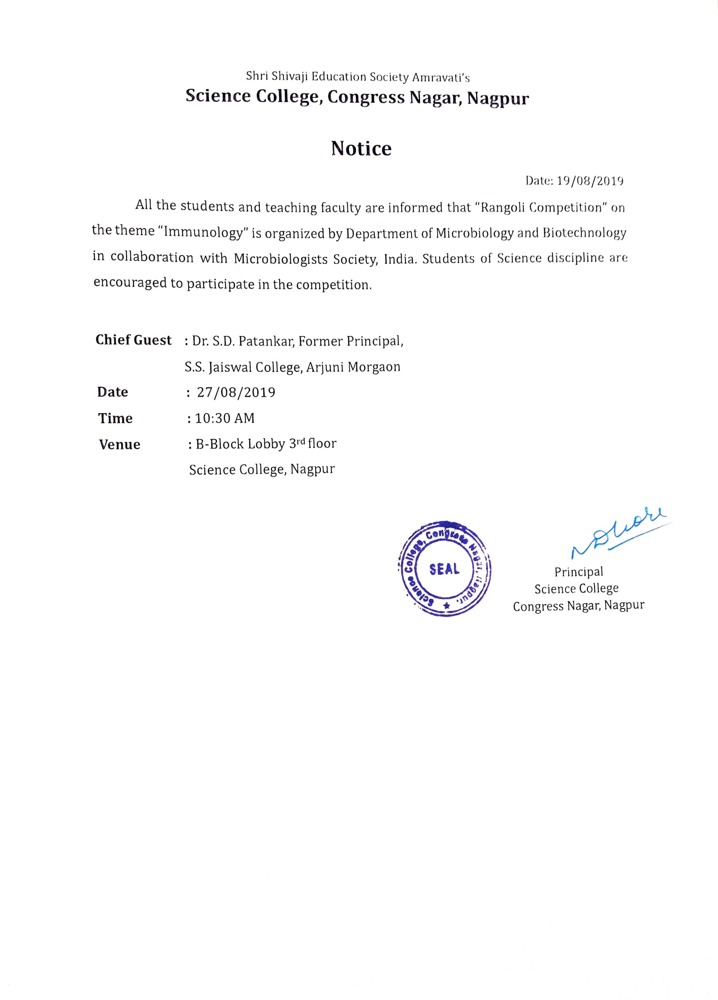 Shri Shivaji Education Society Amravati's
Science College, Congress Nagar, Nagpur
Notice
Date: 19/08/2019
All the students and teaching faculty are informed that “Rangoli Competition” on
the theme “Immunology” is organized by Department of Microbiology and Biotechnology
in collaboration with Microbiologists Society, India. Students of Science discipline are
encouraged to participate in the competition.
Chief Guest : Dr. S.D. Patankar, Former Principal,
S.S. Jaiswal College, Arjuni Morgaon
Date : 27/08/2019
Time : 10:30 AM
Venue : B-Block Lobby 3rd floor
Science College, Nagpur
Science College, Congress Nagar, Nagpur.
SEAL
Principal
Science College
Congress Nagar, Nagpur